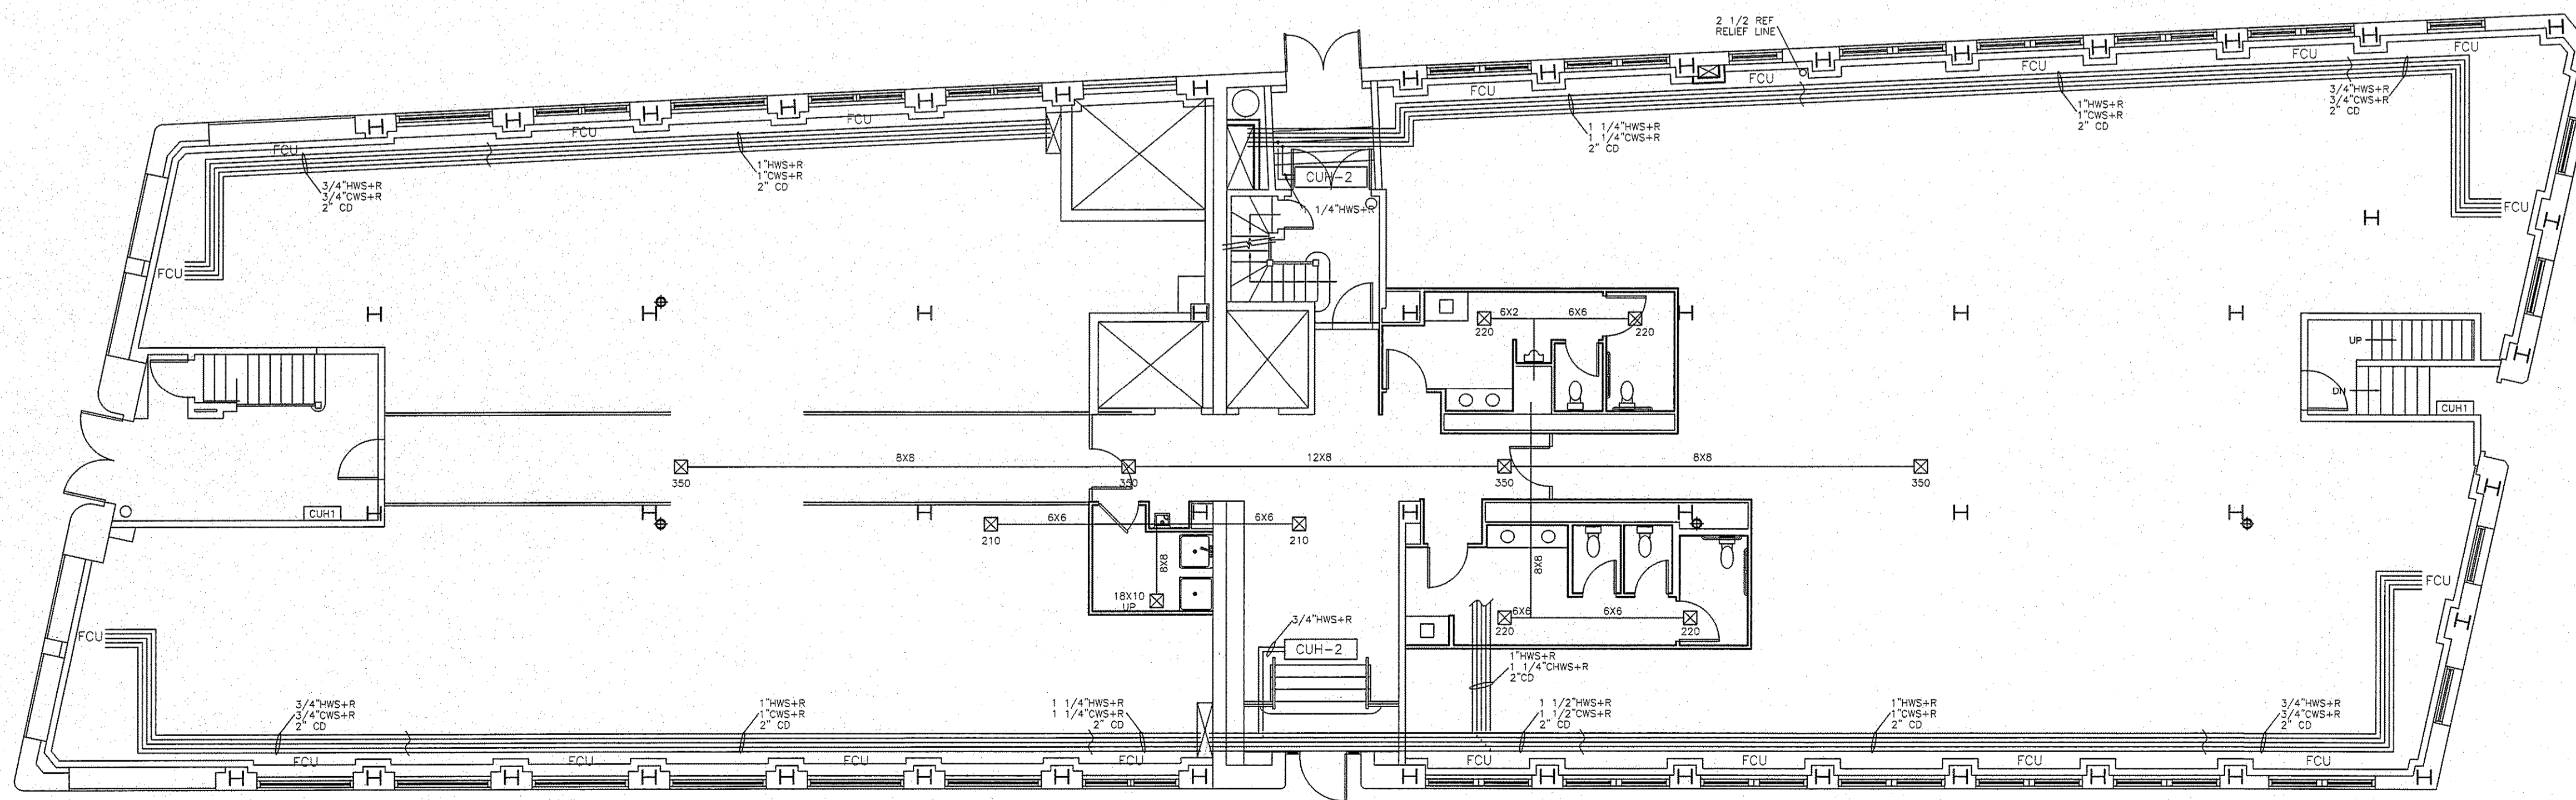 2 1/2 REF
RELIEF LINE
FCU
FCU
FCU
FCU
FCU
FCU
FCU
3/4"HWS+R
3/4"CWS+R
2" CD
1"HWS+R
1"CWS+R
2" CD
1 1/4"HWS+R
1 1/4"CWS+R
2" CD
1"HWS+R
1"CWS+R
2" CD
3/4"HWS+R
3/4"CWS+R
2" CD
CUH-2
1 1/4"HWS+R
FCU
FCU
6X2
6X6
220
220
UP
DN
CUH1
8X8
12X8
8X8
350
350
350
350
CUH1
6X6
6X6
210
210
8X8
8X8
18X10
UP
6X6
6X6
220
220
FCU
FCU
3/4"HWS+R
CUH-2
1"HWS+R
1 1/4"CHWS+R
2"CD
3/4"HWS+R
3/4"CWS+R
2" CD
1"HWS+R
1"CWS+R
2" CD
1 1/4"HWS+R
1 1/4"CWS+R
2" CD
1 1/2"HWS+R
1 1/2"CWS+R
2" CD
1"HWS+R
1"CWS+R
2" CD
3/4"HWS+R
3/4"CWS+R
2" CD
FCU
FCU
FCU
FCU
FCU
FCU
FCU
FCU